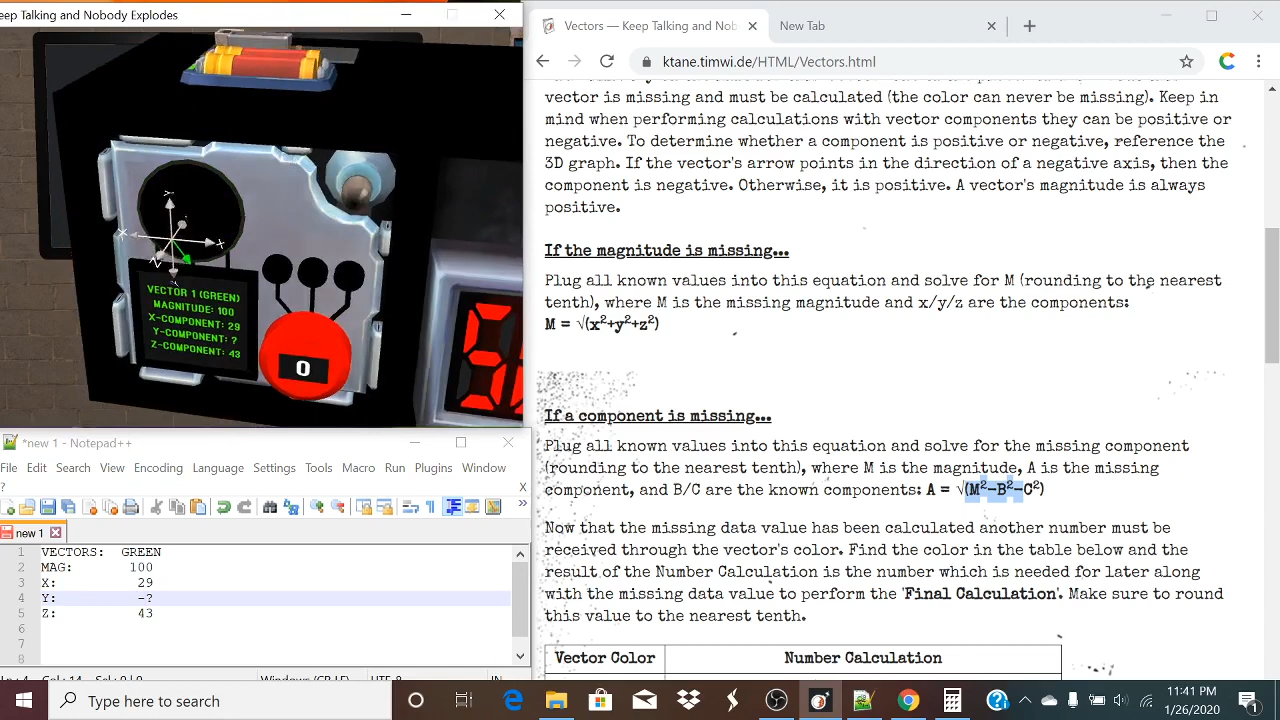 eep Talking and Nobody Explodes
Vectors — Keep Talking and Nob
New Tab
ktane.timwi.de/HTML/Vectors.html
vector is missing and must be calculated (the color can never be missing). Keep in
mind when performing calculations with vector components they can be positive or
negative. To determine whether a component is positive or negative, reference the
3D graph. If the vector's arrow points in the direction of a negative axis, then the
component is negative. Otherwise, it is positive. A vector's magnitude is always
positive.
If the magnitude is missing...
Plug all known values into this equation and solve for M (rounding to the nearest
tenth), where M is the missing magnitude and x/y/z are the components:
M = √(x²+y²+z²)
If a component is missing...
Plug all known values into this equation and solve for the missing component
(rounding to the nearest tenth), where M is the magnitude, A is the missing
component, and B/C are the known components: A = √(M²−B²−C²)
Now that the missing data value has been calculated another number must be
received through the vector's color. Find the color in the table below and the
result of the Number Calculation is the number which is needed for later along
with the missing data value to perform the 'Final Calculation'. Make sure to round
this value to the nearest tenth.
Vector Color Number Calculation
VECTOR 1 (GREEN)
MAGNITUDE: 100
X-COMPONENT: 29
Y-COMPONENT: ?
Z-COMPONENT: 43
0
*new 1 - Notepad++
File Edit Search View Encoding Language Settings Tools Macro Run Plugins Window
?
X
new 1
1 VECTORS: GREEN
2 MAG: 100
3 X: 29
4 Y: -?
5 Z: 43
6
7
8
Type here to search
11:41 PM
1/26/2020